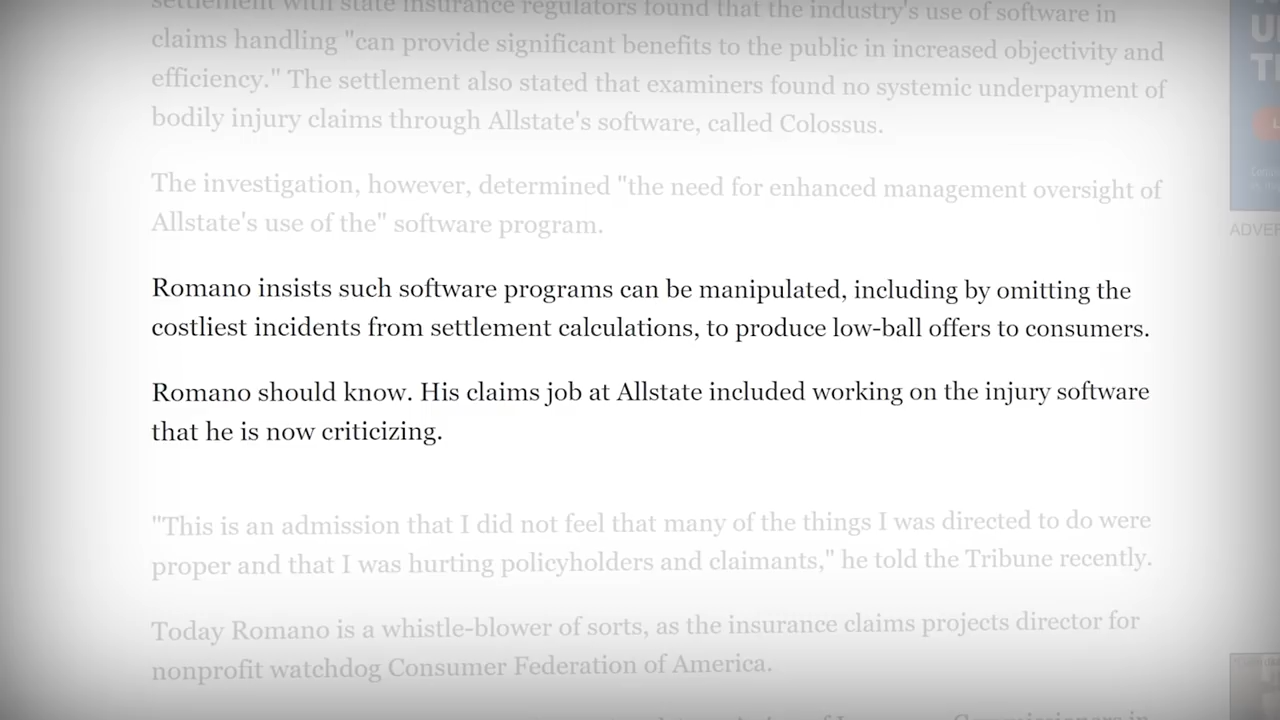 settlement with state insurance regulators found that the industry's use of software in
claims handling "can provide significant benefits to the public in increased objectivity and
efficiency." The settlement also stated that examiners found no systemic underpayment of
bodily injury claims through Allstate's software, called Colossus.
The investigation, however, determined "the need for enhanced management oversight of
Allstate's use of the" software program.
Romano insists such software programs can be manipulated, including by omitting the
costliest incidents from settlement calculations, to produce low-ball offers to consumers.
Romano should know. His claims job at Allstate included working on the injury software
that he is now criticizing.
"This is an admission that I did not feel that many of the things I was directed to do were
proper and that I was hurting policyholders and claimants," he told the Tribune recently.
Today Romano is a whistle-blower of sorts, as the insurance claims projects director for
nonprofit watchdog Consumer Federation of America.
ADVER